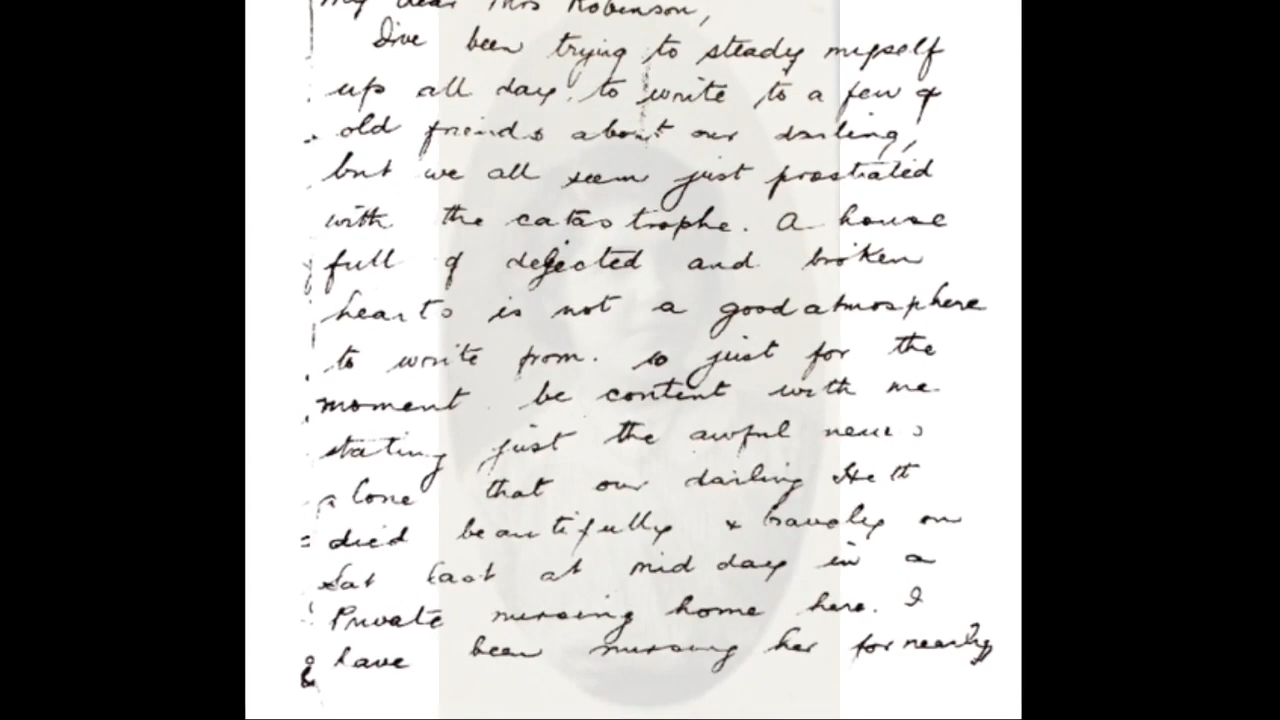 My dear Mrs Robinson,
I've been trying to steady myself
up all day, to write to a few of
old friends about our darling,
but we all seem just prostrated
with the catastrophe. A house
full of dejected and broken
hearts is not a good atmosphere
to write from. so just for the
moment be content with me
stating just the awful news
alone that our darling Hett
died beautifully & bravely on
Sat last at mid day in a
Private nursing home here. I
have been nursing her for nearly